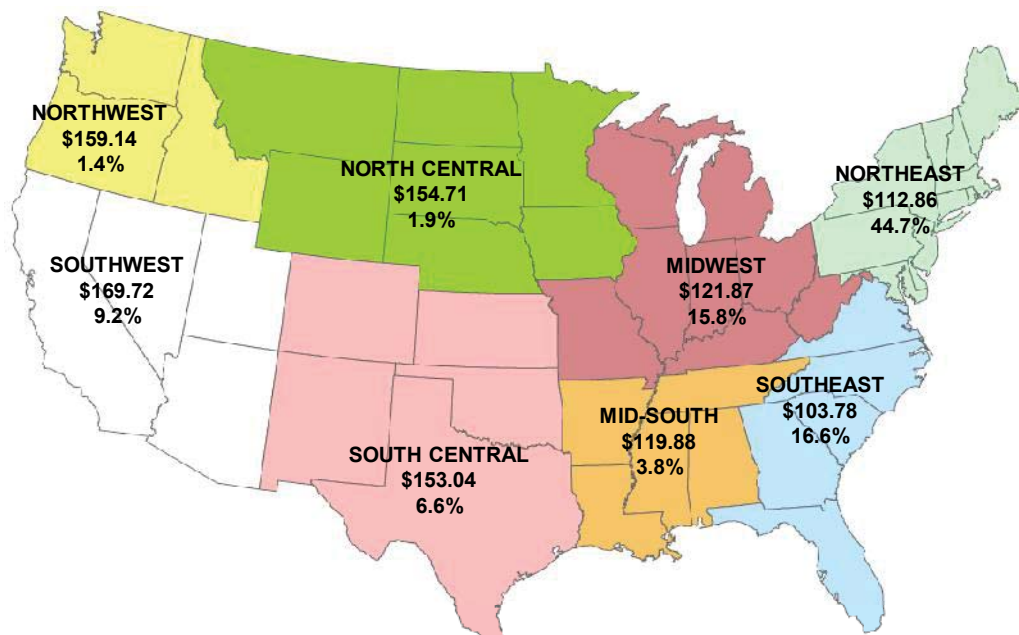 NORTHWEST
$159.14
1.4%
NORTH CENTRAL
$154.71
1.9%
NORTHEAST
$112.86
44.7%
SOUTHWEST
$169.72
9.2%
MIDWEST
$121.87
15.8%
SOUTHEAST
$103.78
16.6%
MID-SOUTH
$119.88
3.8%
SOUTH CENTRAL
$153.04
6.6%